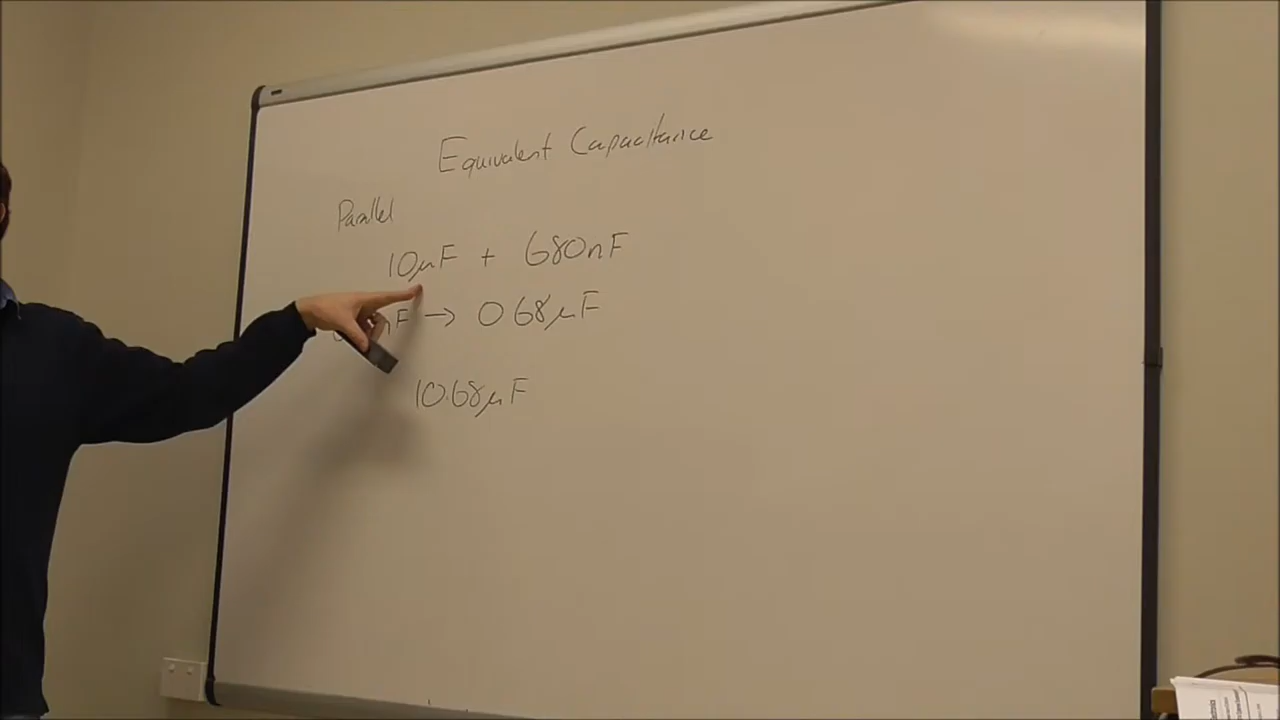 Equivalent Capacitance
Parallel
10μF + 680nF
nF → 0.68μF
10.68μF